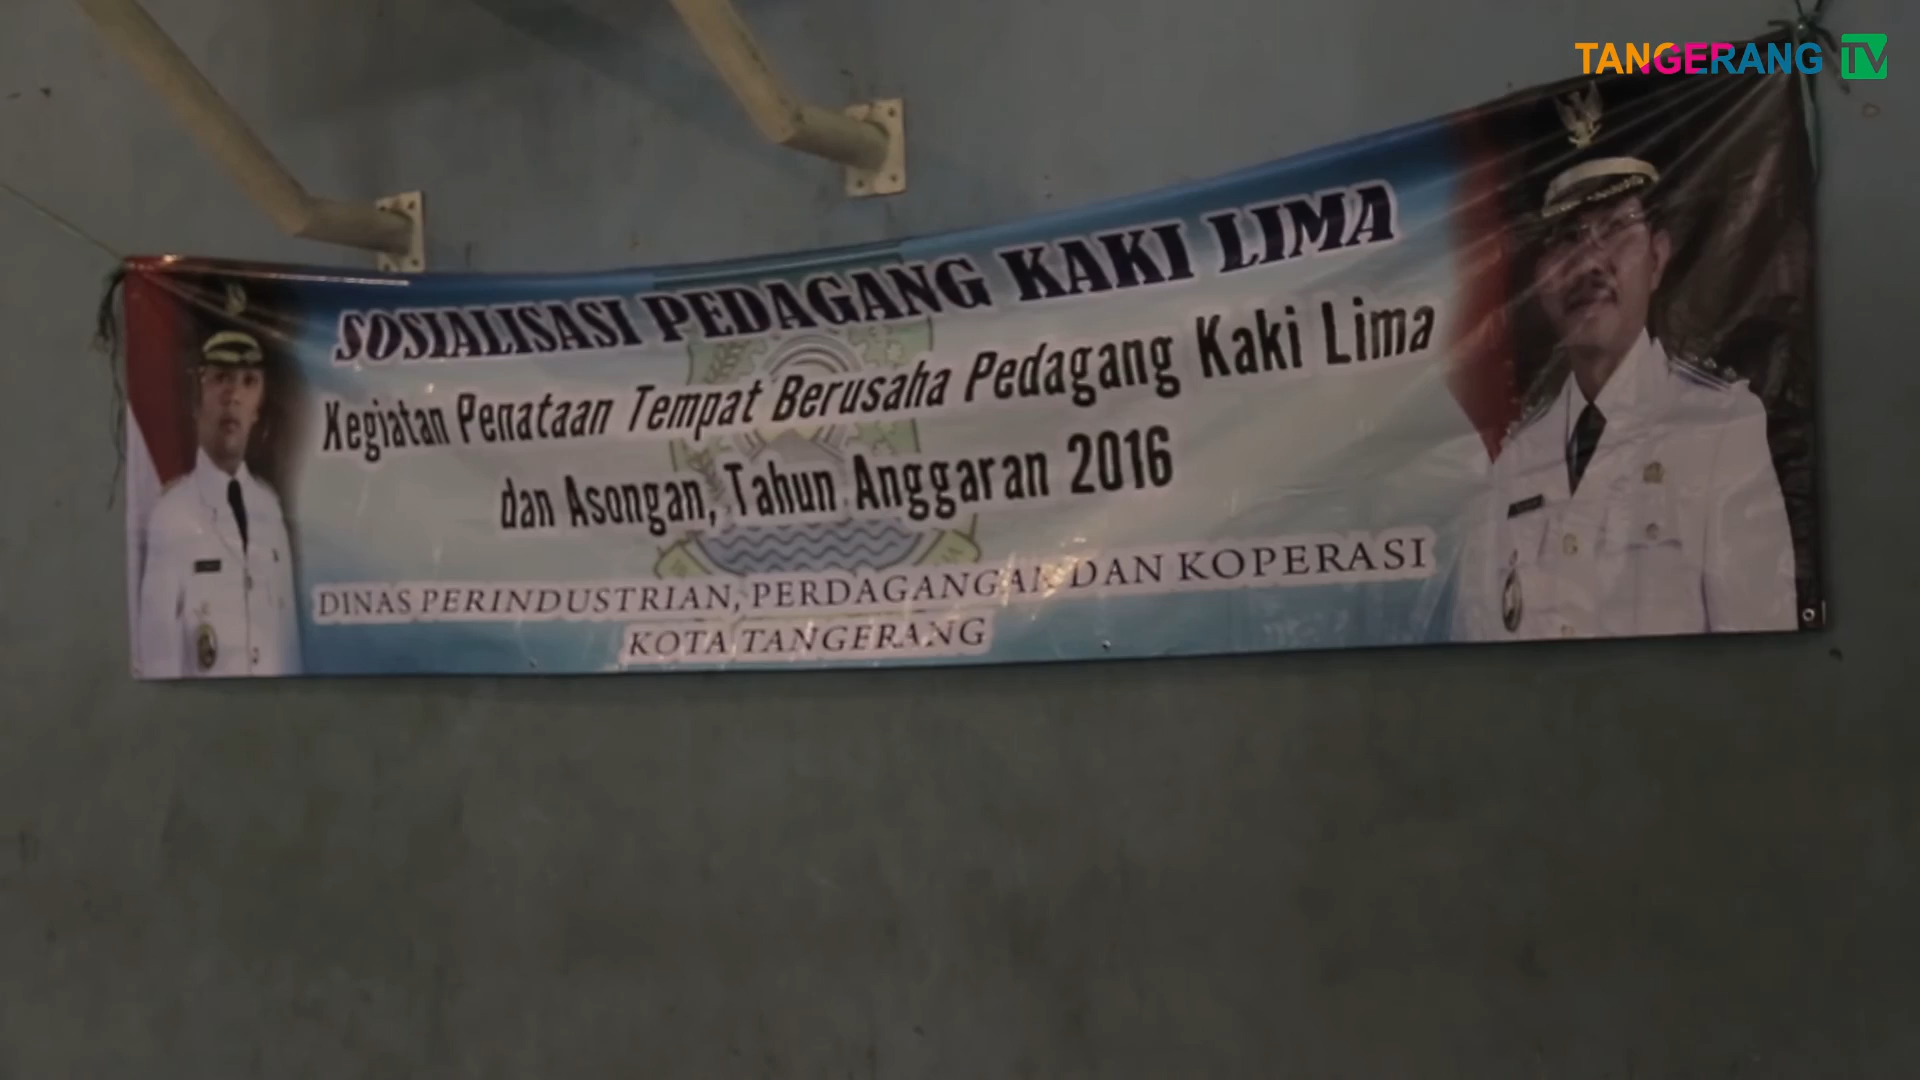 TANGERANG TV
SOSIALISASI PEDAGANG KAKI LIMA
Kegiatan Penataan Tempat Berusaha Pedagang Kaki Lima
dan Asongan, Tahun Anggaran 2016
DINAS PERINDUSTRIAN, PERDAGANGAN DAN KOPERASI
KOTA TANGERANG